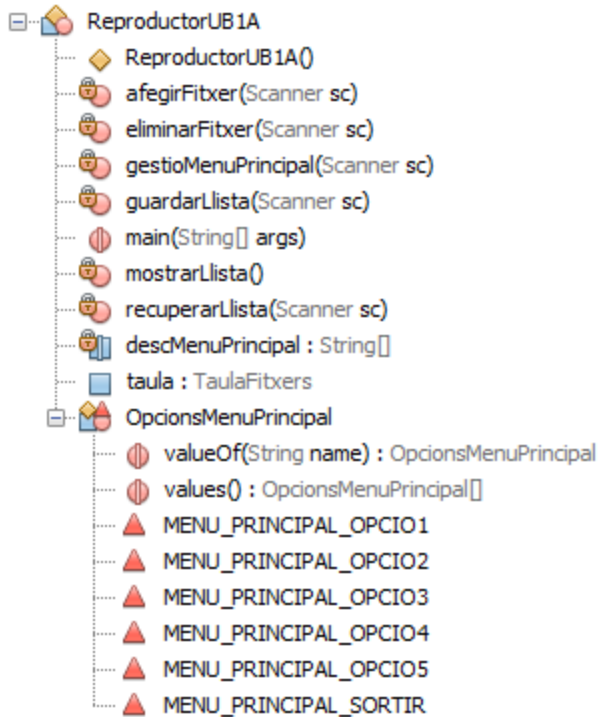 ReproductorUB1A
ReproductorUB1A()
afegirFitxer(Scanner sc)
eliminarFitxer(Scanner sc)
gestioMenuPrincipal(Scanner sc)
guardarLlista(Scanner sc)
main(String[] args)
mostrarLlista()
recuperarLlista(Scanner sc)
descMenuPrincipal : String[]
taula : TaulaFitxers
OpcionsMenuPrincipal
valueOf(String name) : OpcionsMenuPrincipal
values() : OpcionsMenuPrincipal[]
MENU_PRINCIPAL_OPCIO1
MENU_PRINCIPAL_OPCIO2
MENU_PRINCIPAL_OPCIO3
MENU_PRINCIPAL_OPCIO4
MENU_PRINCIPAL_OPCIO5
MENU_PRINCIPAL_SORTIR